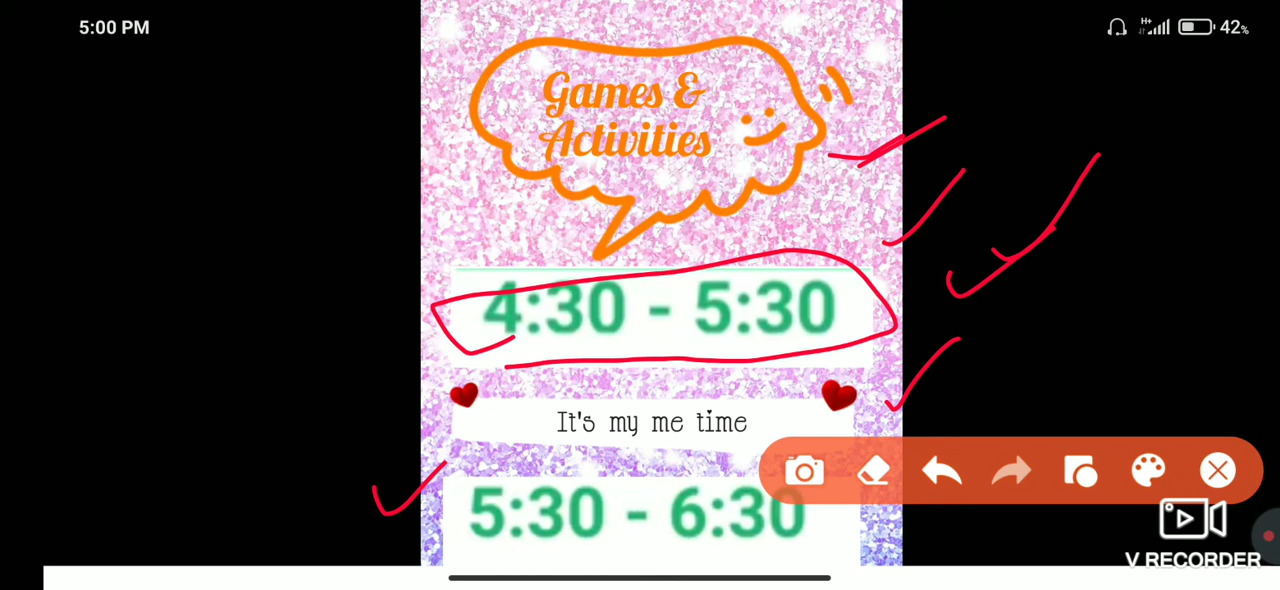 5:00 PM
H+
42%
Games &
Activities
4:30 - 5:30
It's my me time
5:30 - 6:30
V RECORDER